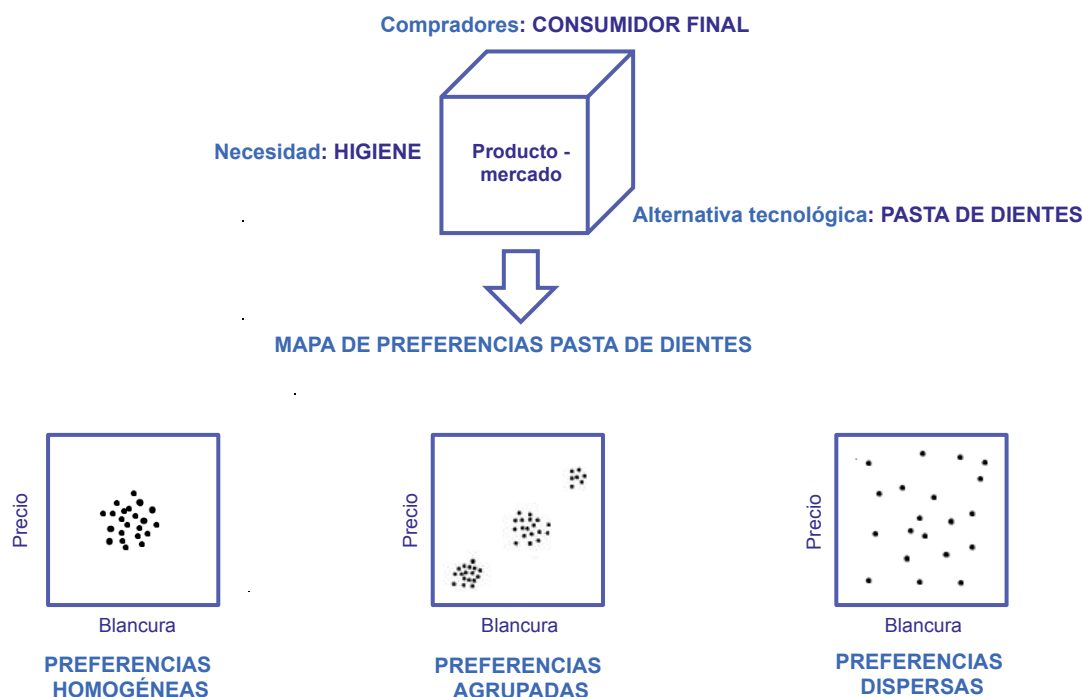 Compradores: CONSUMIDOR FINAL
Necesidad: HIGIENE
Producto -
mercado
Alternativa tecnológica: PASTA DE DIENTES
MAPA DE PREFERENCIAS PASTA DE DIENTES
Precio
Blancura
PREFERENCIAS
HOMOGÉNEAS
Precio
Blancura
PREFERENCIAS
AGRUPADAS
Precio
Blancura
PREFERENCIAS
DISPERSAS